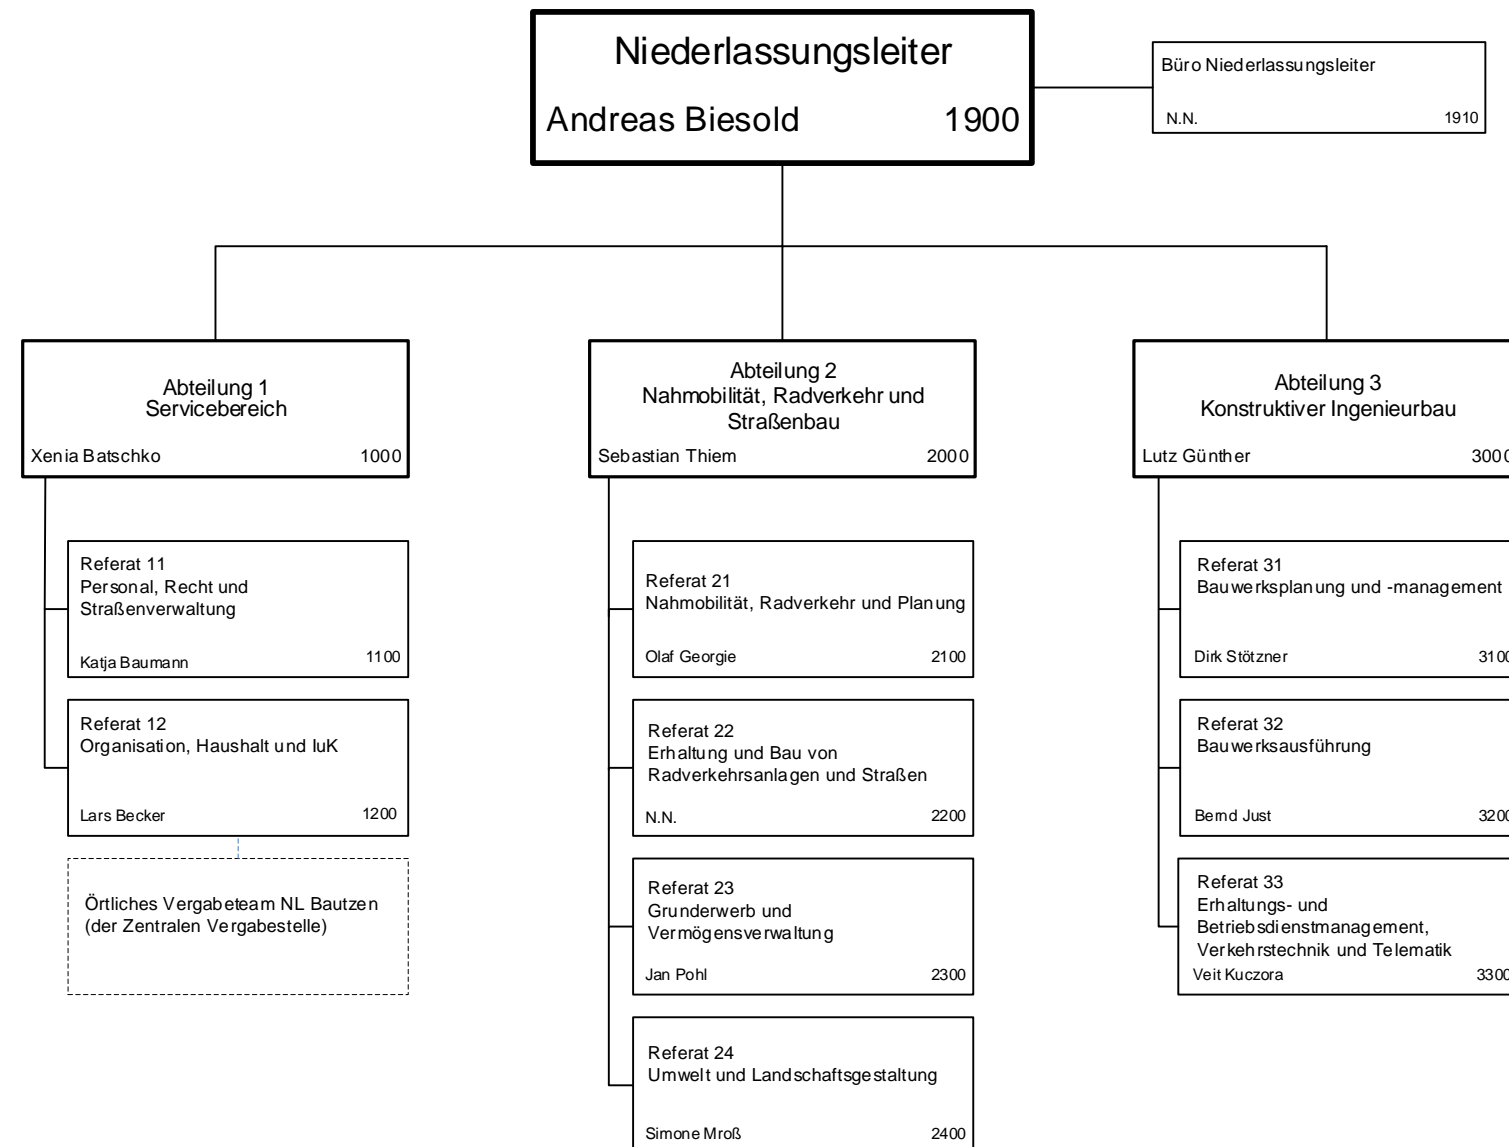 Niederlassungsleiter
Andreas Biesold 1900
Büro Niederlassungsleiter
N.N. 1910
Abteilung 1
Servicebereich
Xenia Batschko 1000
Referat 11
Personal, Recht und
Straßenverwaltung
Katja Baumann 1100
Referat 12
Organisation, Haushalt und IuK
Lars Becker 1200
Örtliches Vergabeteam NL Bautzen
(der Zentralen Vergabestelle)
Abteilung 2
Nahmobilität, Radverkehr und
Straßenbau
Sebastian Thiem 2000
Referat 21
Nahmobilität, Radverkehr und Planung
Olaf Georgie 2100
Referat 22
Erhaltung und Bau von
Radverkehrsanlagen und Straßen
N.N. 2200
Referat 23
Grunderwerb und
Vermögensverwaltung
Jan Pohl 2300
Referat 24
Umwelt und Landschaftsgestaltung
Simone Mroß 2400
Abteilung 3
Konstruktiver Ingenieurbau
Lutz Günther 3000
Referat 31
Bauwerksplanung und -management
Dirk Stötzner 3100
Referat 32
Bauwerksausführung
Bernd Just 3200
Referat 33
Erhaltungs- und
Betriebsdienstmanagement,
Verkehrstechnik und Telematik
Veit Kuczora 3300